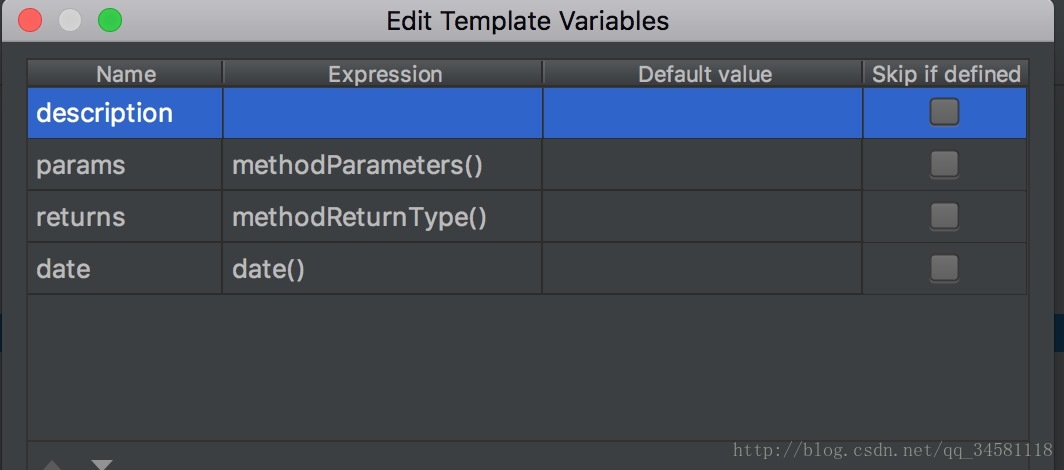 Edit Template Variables
Name Expression Default value Skip if defined
description
params methodParameters()
returns methodReturnType()
date date()
http://blog.csdn.net/qq_34581118